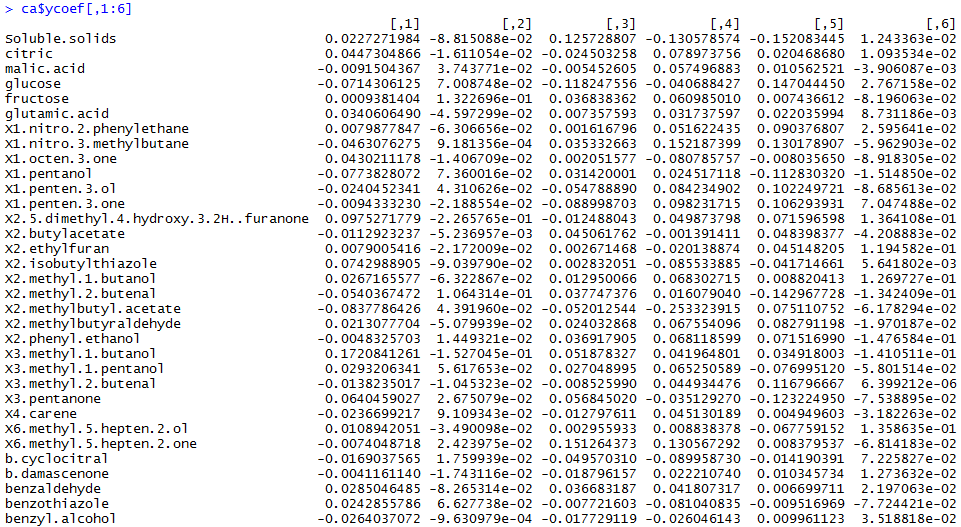 > ca$ycoef[,1:6]
[,1] [,2] [,3] [,4] [,5] [,6]
Soluble.solids 0.0227271984 -8.815088e-02 0.125728807 -0.130578574 -0.152083445 1.243363e-02
citric 0.0447304866 -1.611054e-02 -0.024503258 0.078973756 0.020468680 1.093534e-02
malic.acid -0.0091504367 3.743771e-02 -0.005452605 0.057496883 0.010562521 -3.906087e-03
glucose -0.0714306125 7.008748e-02 -0.118247556 -0.040688427 0.147044450 2.767158e-02
fructose 0.0009381404 1.322696e-01 0.036838362 0.060985010 0.007436612 -8.196063e-02
glutamic.acid 0.0340606490 -4.597299e-02 0.007357593 0.031737597 0.022035994 8.731186e-03
X1.nitro.2.phenylethane 0.0079877847 -6.306656e-02 0.001616796 0.051622435 0.090376807 2.595641e-02
X1.nitro.3.methylbutane -0.0463076275 9.181356e-04 0.035332663 0.152187399 0.130178907 -5.962903e-02
X1.octen.3.one 0.0430211178 -1.406709e-02 0.002051577 -0.080785757 -0.008035650 -8.918305e-02
X1.pentanol -0.0773828072 7.360016e-02 0.031420001 0.024517118 -0.112830320 -1.514850e-02
X1.penten.3.ol -0.0240452341 4.310626e-02 -0.054788890 0.084234902 0.102249721 -8.685613e-02
X1.penten.3.one -0.0094333230 -2.188554e-02 -0.088998703 0.098231715 0.106293931 7.047488e-02
X2.5.dimethyl.4.hydroxy.3.2H..furanone 0.0975271779 -2.265765e-01 -0.012488043 0.049873798 0.071596598 1.364108e-01
X2.butylacetate -0.0112923237 -5.236957e-03 0.045061762 -0.001391411 0.048398377 -4.208883e-02
X2.ethylfuran 0.0079005416 -2.172009e-02 0.002671468 -0.020138874 0.045148205 1.194582e-01
X2.isobutylthiazole 0.0742988905 -9.039790e-02 0.002832051 -0.085533885 -0.041714661 5.641802e-03
X2.methyl.1.butanol 0.0267165577 -6.322867e-02 0.012950066 0.068302715 0.008820413 1.269727e-01
X2.methyl.2.butenal -0.0540367472 1.064314e-01 0.037747376 0.016079040 -0.142967728 -1.342409e-01
X2.methylbutyl.acetate -0.0837786426 4.391960e-02 -0.052012544 -0.253323915 0.075110752 -6.178294e-02
X2.methylbutyraldehyde 0.0213077704 -5.079939e-02 0.024032868 0.067554096 0.082791198 -1.970187e-02
X2.phenyl.ethanol -0.0048325703 1.449321e-02 0.036917905 0.068118599 0.071516990 -1.476584e-01
X3.methyl.1.butanol 0.1720841261 -1.527045e-01 0.051878327 0.041964801 0.034918003 -1.410511e-01
X3.methyl.1.pentanol 0.0293206341 5.617653e-02 0.027048995 0.065250589 -0.076995120 -5.801514e-02
X3.methyl.2.butenal -0.0138235017 -1.045323e-02 -0.008525990 0.044934476 0.116796667 6.399212e-06
X3.pentanone 0.0640459027 2.675079e-02 0.056845020 -0.035129270 -0.123224950 -7.538895e-02
X4.carene -0.0236699217 9.109343e-02 -0.012797611 0.045130189 0.004949603 -3.182263e-02
X6.methyl.5.hepten.2.ol 0.0108942051 -3.490098e-02 0.002955933 0.008838378 -0.067759152 1.358635e-01
X6.methyl.5.hepten.2.one -0.0074048718 2.423975e-02 0.151264373 0.130567292 0.008379537 -6.814183e-02
b.cyclocitral -0.0169037565 1.759939e-02 -0.049570310 -0.089958730 -0.014190391 7.225827e-02
b.damascenone -0.0041161140 -1.743116e-02 -0.018796157 0.022210740 0.010345734 1.273632e-02
benzaldehyde 0.0285046485 -8.265314e-02 0.036683187 0.041807317 0.006699711 2.197063e-02
benzothiazole 0.0242855786 6.627738e-02 -0.007721603 -0.081040835 -0.009516969 -7.724421e-02
benzyl.alcohol -0.0264037072 -9.630979e-04 -0.017729119 -0.026046143 0.009961123 3.518818e-02